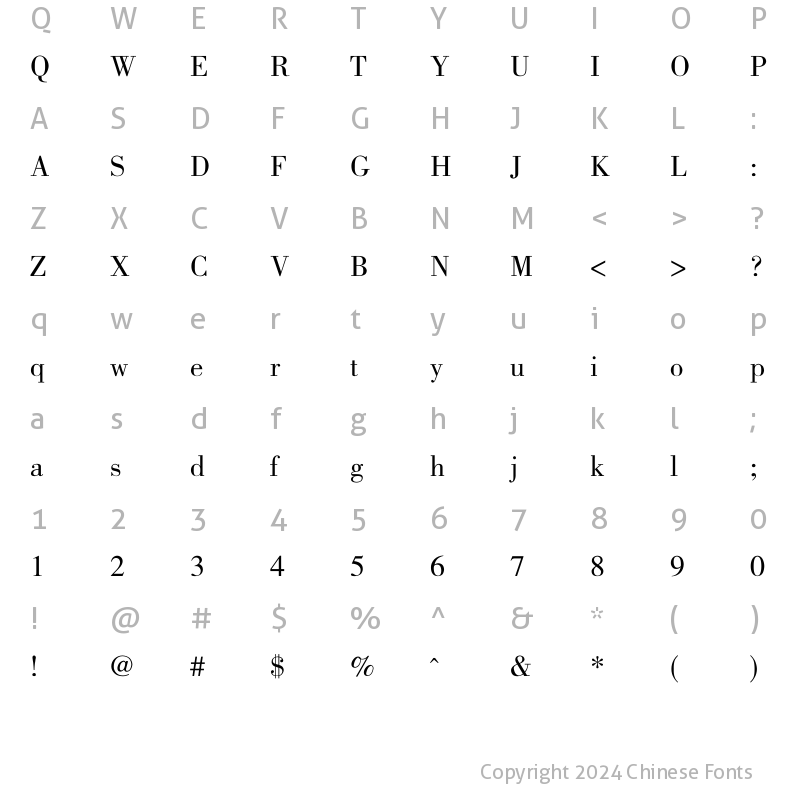 Q W E R T Y U I O P
Q W E R T Y U I O P
A S D F G H J K L :
A S D F G H J K L :
Z X C V B N M < > ?
Z X C V B N M < > ?
q w e r t y u i o p
q w e r t y u i o p
a s d f g h j k l ;
a s d f g h j k l ;
1 2 3 4 5 6 7 8 9 0
1 2 3 4 5 6 7 8 9 0
! @ # $ % ^ & * ( )
! @ # $ % ^ & * ( )
Copyright 2024 Chinese Fonts